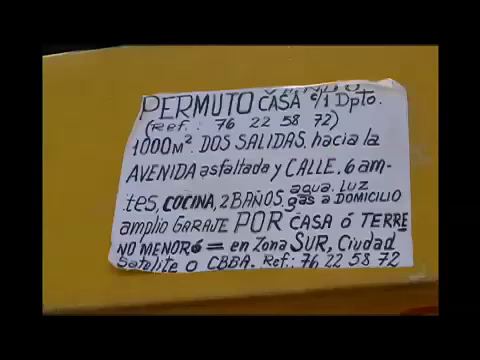 PERMUTO CASA c/1 Dpto.
(Ref.: 76 22 58 72)
1000M². DOS SALIDAS, hacia la
AVENIDA asfaltada y CALLE, 6 am-
tes, COCINA, 2 BAÑOS, agua, LUZ gas a DOMICILIO
amplio GARAJE POR CASA ó TERRE
NO MENOR ó = en Zona SUR, Ciudad
Satelite o CBBA. Ref: 76 22 58 72